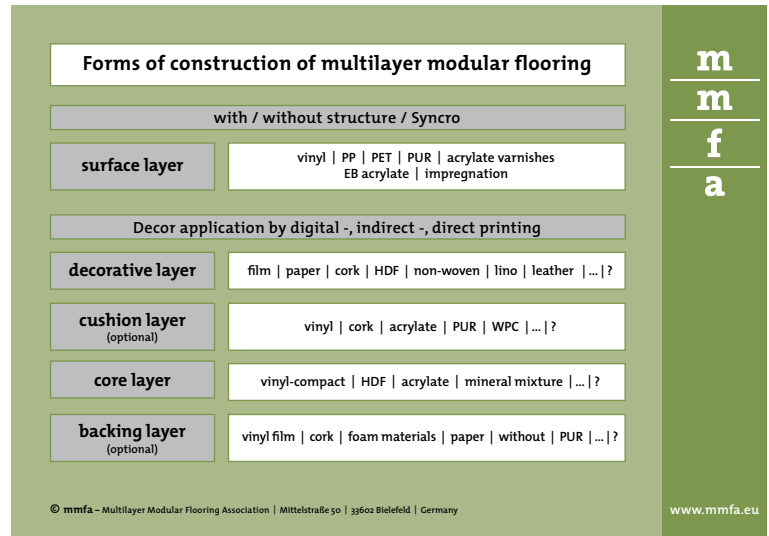 Forms of construction of multilayer modular flooring
with / without structure / Syncro
surface layer
vinyl | PP | PET | PUR | acrylate varnishes
EB acrylate | impregnation
Decor application by digital -, indirect -, direct printing
decorative layer
film | paper | cork | HDF | non-woven | lino | leather | ... | ?
cushion layer
(optional)
vinyl | cork | acrylate | PUR | WPC | ... | ?
core layer
vinyl-compact | HDF | acrylate | mineral mixture | ... | ?
backing layer
(optional)
vinyl film | cork | foam materials | paper | without | PUR | ... | ?
© mmfa – Multilayer Modular Flooring Association | Mittelstraße 50 | 33602 Bielefeld | Germany
m
m
f
a
www.mmfa.eu